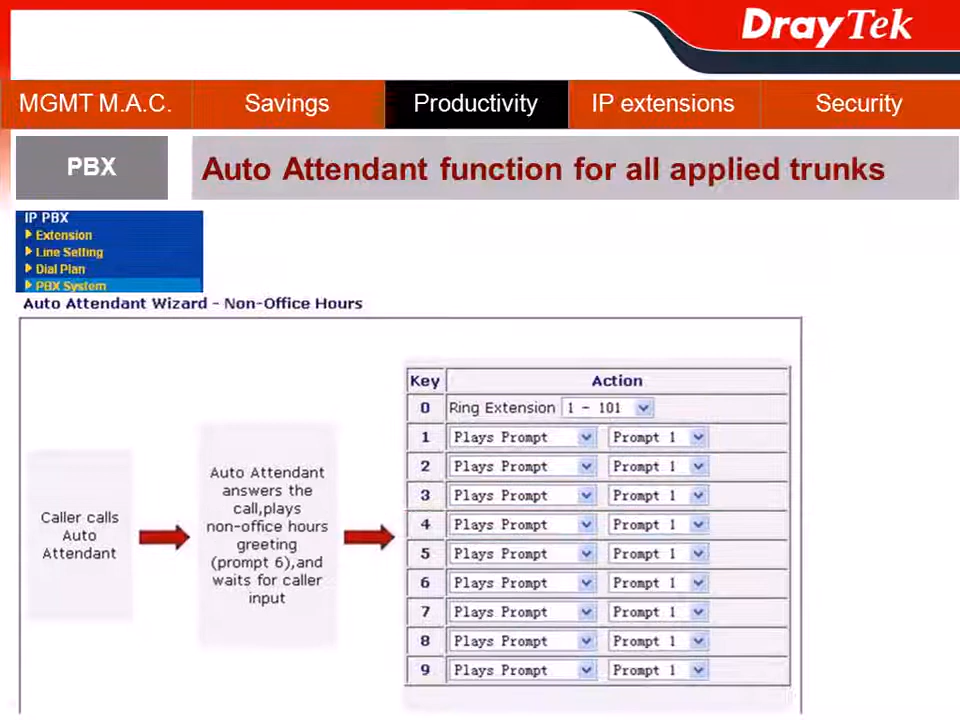 DrayTek
MGMT M.A.C. Savings Productivity IP extensions Security
PBX Auto Attendant function for all applied trunks
IP PBX
Extension
Line Setting
Dial Plan
PBX System
Auto Attendant Wizard - Non-Office Hours
Caller calls
Auto
Attendant
Auto Attendant
answers the
call,plays
non-office hours
greeting
(prompt 6),and
waits for caller
input
Key Action
0 Ring Extension 1 - 101
1 Plays Prompt Prompt 1
2 Plays Prompt Prompt 1
3 Plays Prompt Prompt 1
4 Plays Prompt Prompt 1
5 Plays Prompt Prompt 1
6 Plays Prompt Prompt 1
7 Plays Prompt Prompt 1
8 Plays Prompt Prompt 1
9 Plays Prompt Prompt 1